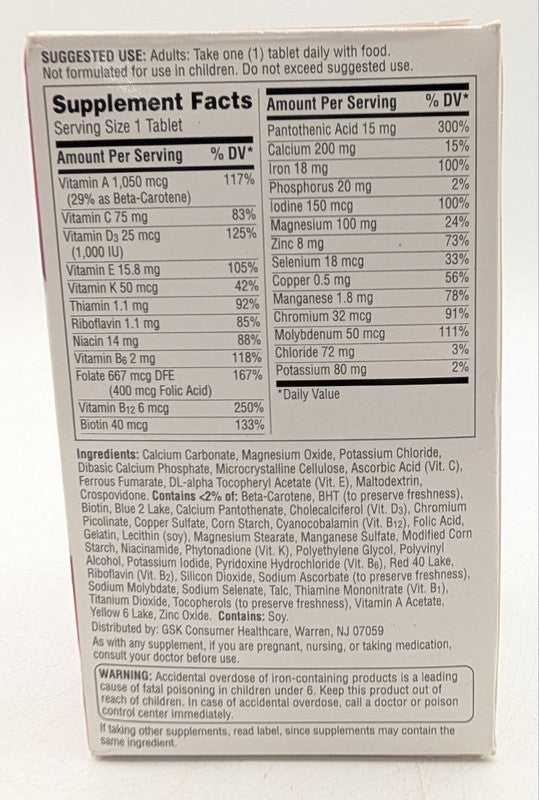 SUGGESTED USE: Adults: Take one (1) tablet daily with food.
Not formulated for use in children. Do not exceed suggested use.
Supplement Facts
Serving Size 1 Tablet
Amount Per Serving % DV*
Vitamin A 1,050 mcg 117%
(29% as Beta-Carotene)
Vitamin C 75 mg 83%
Vitamin D3 25 mcg 125%
(1,000 IU)
Vitamin E 15.8 mg 105%
Vitamin K 50 mcg 42%
Thiamin 1.1 mg 92%
Riboflavin 1.1 mg 85%
Niacin 14 mg 88%
Vitamin B6 2 mg 118%
Folate 667 mcg DFE 167%
(400 mcg Folic Acid)
Vitamin B12 6 mcg 250%
Biotin 40 mcg 133%
Amount Per Serving % DV*
Pantothenic Acid 15 mg 300%
Calcium 200 mg 15%
Iron 18 mg 100%
Phosphorus 20 mg 2%
Iodine 150 mcg 100%
Magnesium 100 mg 24%
Zinc 8 mg 73%
Selenium 18 mcg 33%
Copper 0.5 mg 56%
Manganese 1.8 mg 78%
Chromium 32 mcg 91%
Molybdenum 50 mcg 111%
Chloride 72 mg 3%
Potassium 80 mg 2%
*Daily Value
Ingredients: Calcium Carbonate, Magnesium Oxide, Potassium Chloride,
Dibasic Calcium Phosphate, Microcrystalline Cellulose, Ascorbic Acid (Vit. C),
Ferrous Fumarate, DL-alpha Tocopheryl Acetate (Vit. E), Maltodextrin,
Crospovidone. Contains <2% of: Beta-Carotene, BHT (to preserve freshness),
Biotin, Blue 2 Lake, Calcium Pantothenate, Cholecalciferol (Vit. D3), Chromium
Picolinate, Copper Sulfate, Corn Starch, Cyanocobalamin (Vit. B12), Folic Acid,
Gelatin, Lecithin (soy), Magnesium Stearate, Manganese Sulfate, Modified Corn
Starch, Niacinamide, Phytonadione (Vit. K), Polyethylene Glycol, Polyvinyl
Alcohol, Potassium Iodide, Pyridoxine Hydrochloride (Vit. B6), Red 40 Lake,
Riboflavin (Vit. B2), Silicon Dioxide, Sodium Ascorbate (to preserve freshness),
Sodium Molybdate, Sodium Selenate, Talc, Thiamine Mononitrate (Vit. B1),
Titanium Dioxide, Tocopherols (to preserve freshness), Vitamin A Acetate,
Yellow 6 Lake, Zinc Oxide. Contains: Soy.
Distributed by: GSK Consumer Healthcare, Warren, NJ 07059
As with any supplement, if you are pregnant, nursing, or taking medication,
consult your doctor before use.
WARNING: Accidental overdose of iron-containing products is a leading
cause of fatal poisoning in children under 6. Keep this product out of
reach of children. In case of accidental overdose, call a doctor or poison
control center immediately.
If taking other supplements, read label, since supplements may contain the
same ingredient.